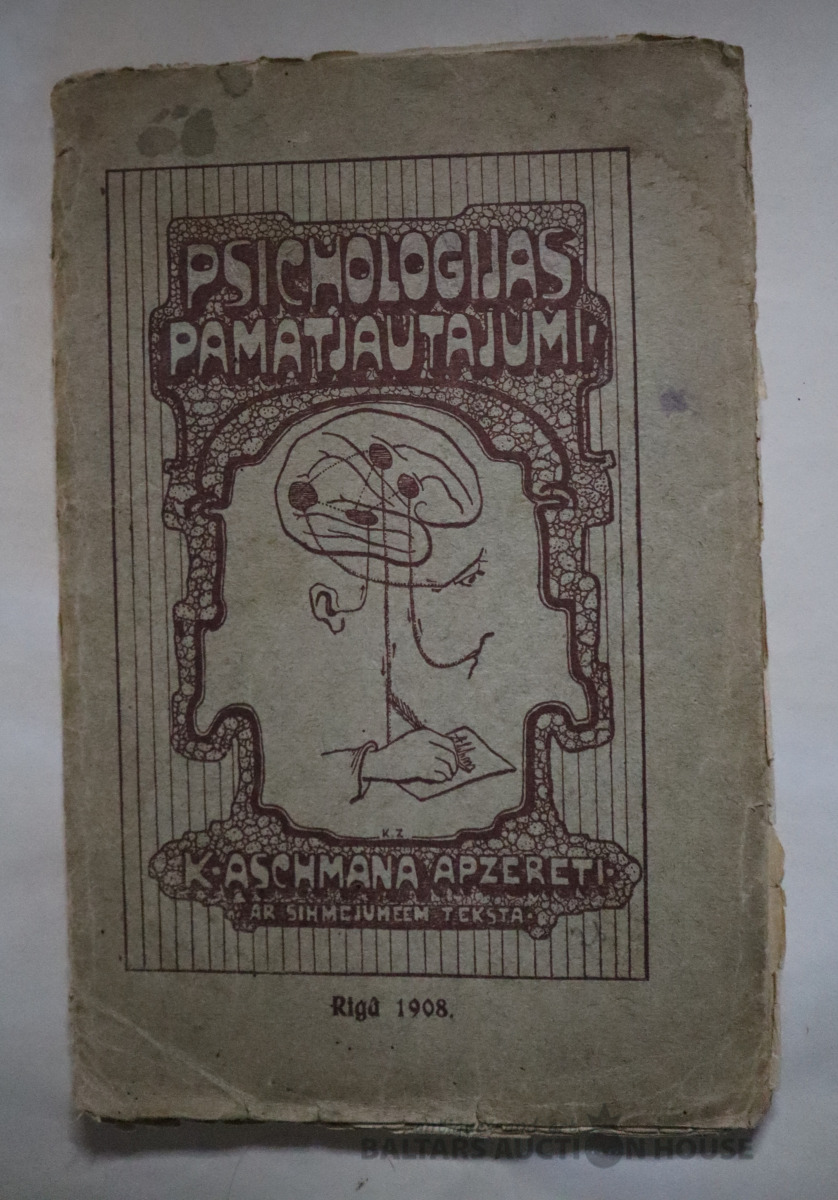 PSICHOLOGIJAS
PAMATJAUTAJUMI
K. Z.
K. ASCHMANA APZERETI.
AR SIHMEJUMEEM TEKSTA.
Rigâ 1908.
BALTARS AUCTION HOUSE